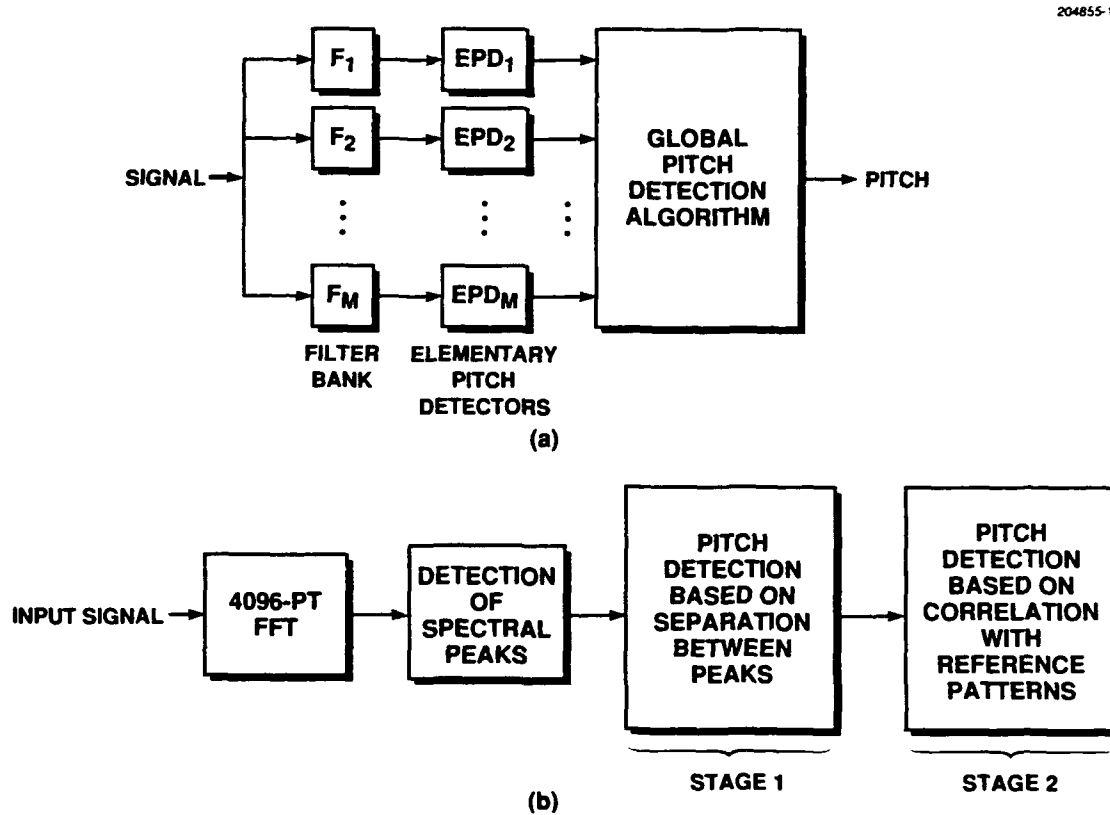 204855-1
F1
EPD1
F2
EPD2
SIGNAL
GLOBAL
PITCH
DETECTION
ALGORITHM
PITCH
FM
EPDM
FILTER
BANK
ELEMENTARY
PITCH
DETECTORS
(a)
INPUT SIGNAL
4096-PT
FFT
DETECTION
OF
SPECTRAL
PEAKS
PITCH
DETECTION
BASED ON
SEPARATION
BETWEEN
PEAKS
PITCH
DETECTION
BASED ON
CORRELATION
WITH
REFERENCE
PATTERNS
STAGE 1
STAGE 2
(b)